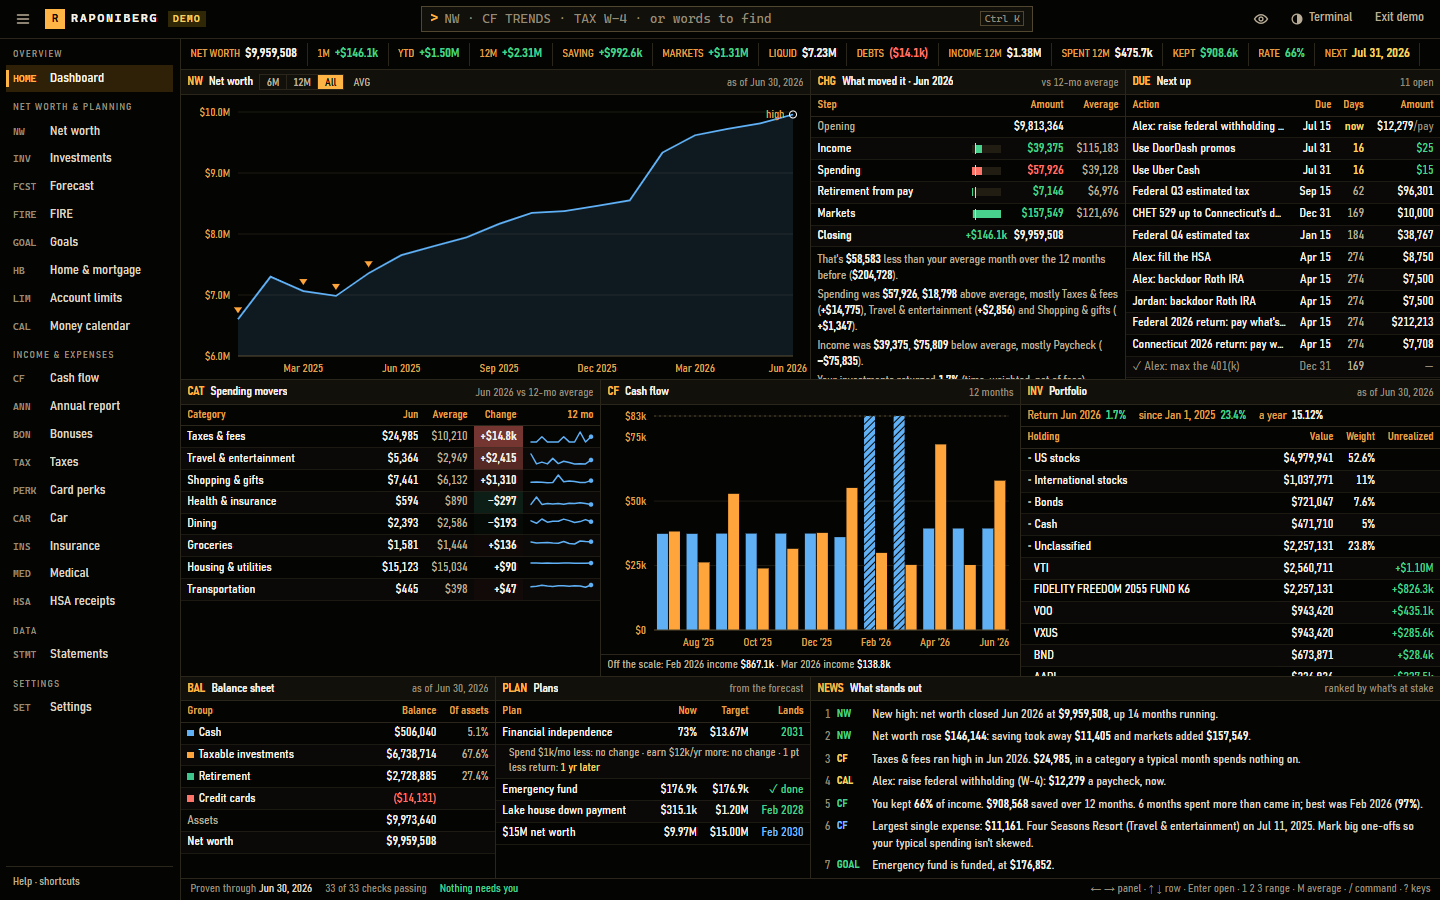 R RAPONIBERG DEMO
> NW · CF TRENDS · TAX W-4 · or words to find Ctrl K
Terminal Exit demo
OVERVIEW
HOME Dashboard
NET WORTH & PLANNING
NW Net worth
INV Investments
FCST Forecast
FIRE FIRE
GOAL Goals
HB Home & mortgage
LIM Account limits
CAL Money calendar
INCOME & EXPENSES
CF Cash flow
ANN Annual report
BON Bonuses
TAX Taxes
PERK Card perks
CAR Car
INS Insurance
MED Medical
HSA HSA receipts
DATA
STMT Statements
SETTINGS
SET Settings
Help · shortcuts
NET WORTH $9,959,508 1M +$146.1k YTD +$1.50M 12M +$2.31M SAVING +$992.6k MARKETS +$1.31M LIQUID $7.23M DEBTS ($14.1k) INCOME 12M $1.38M SPENT 12M $475.7k KEPT $908.6k RATE 66% NEXT Jul 31, 2026
NW Net worth 6M 12M All AVG as of Jun 30, 2026
$10.0M
high
$9.0M
$8.0M
$7.0M
$6.0M
Mar 2025 Jun 2025 Sep 2025 Dec 2025 Mar 2026 Jun 2026
CHG What moved it · Jun 2026 vs 12-mo average
Step Amount Average
Opening $9,813,364
Income $39,375 $115,183
Spending $57,926 $39,128
Retirement from pay $7,146 $6,976
Markets $157,549 $121,696
Closing +$146.1k $9,959,508
That's $58,583 less than your average month over the 12 months
before ($204,728).
Spending was $57,926, $18,798 above average, mostly Taxes & fees
(+$14,775), Travel & entertainment (+$2,856) and Shopping & gifts (
+$1,347).
Income was $39,375, $75,809 below average, mostly Paycheck (
−$75,835).
DUE Next up 11 open
Action Due Days Amount
Alex: raise federal withholding … Jul 15 now $12,279/pay
Use DoorDash promos Jul 31 16 $25
Use Uber Cash Jul 31 16 $15
Federal Q3 estimated tax Sep 15 62 $96,301
CHET 529 up to Connecticut's d… Dec 31 169 $10,000
Federal Q4 estimated tax Jan 15 184 $38,767
Alex: fill the HSA Apr 15 274 $8,750
Alex: backdoor Roth IRA Apr 15 274 $7,500
Jordan: backdoor Roth IRA Apr 15 274 $7,500
Federal 2026 return: pay what's… Apr 15 274 $212,213
Connecticut 2026 return: pay w… Apr 15 274 $7,708
✓ Alex: max the 401(k) Dec 31 169 —
CAT Spending movers Jun 2026 vs 12-mo average
Category Jun Average Change 12 mo
Taxes & fees $24,985 $10,210 +$14.8k
Travel & entertainment $5,364 $2,949 +$2,415
Shopping & gifts $7,441 $6,132 +$1,310
Health & insurance $594 $890 −$297
Dining $2,393 $2,586 −$193
Groceries $1,581 $1,444 +$136
Housing & utilities $15,123 $15,034 +$90
Transportation $445 $398 +$47
CF Cash flow 12 months
$83k
$75k
$50k
$25k
$0
Aug '25 Oct '25 Dec '25 Feb '26 Apr '26 Jun '26
Off the scale: Feb 2026 income $867.1k · Mar 2026 income $138.8k
INV Portfolio as of Jun 30, 2026
Return Jun 2026 1.7% since Jan 1, 2025 23.4% a year 15.12%
Holding Value Weight Unrealized
- US stocks $4,979,941 52.6%
- International stocks $1,037,771 11%
- Bonds $721,047 7.6%
- Cash $471,710 5%
- Unclassified $2,257,131 23.8%
VTI $2,560,711 +$1.10M
FIDELITY FREEDOM 2055 FUND K6 $2,257,131 +$826.3k
VOO $943,420 +$435.1k
VXUS $943,420 +$285.6k
BND $673,871 +$28.4k
BAL Balance sheet as of Jun 30, 2026
Group Balance Of assets
Cash $506,040 5.1%
Taxable investments $6,738,714 67.6%
Retirement $2,728,885 27.4%
Credit cards ($14,131)
Assets $9,973,640
Net worth $9,959,508
PLAN Plans from the forecast
Plan Now Target Lands
Financial independence 73% $13.67M 2031
Spend $1k/mo less: no change · earn $12k/yr more: no change · 1 pt
less return: 1 yr later
Emergency fund $176.9k $176.9k ✓ done
Lake house down payment $315.1k $1.20M Feb 2028
$15M net worth $9.97M $15.00M Feb 2030
NEWS What stands out ranked by what's at stake
1 NW New high: net worth closed Jun 2026 at $9,959,508, up 14 months running.
2 NW Net worth rose $146,144: saving took away $11,405 and markets added $157,549.
3 CF Taxes & fees ran high in Jun 2026. $24,985, in a category a typical month spends nothing on.
4 CAL Alex: raise federal withholding (W-4): $12,279 a paycheck, now.
5 CF You kept 66% of income. $908,568 saved over 12 months. 6 months spent more than came in; best was Feb 2026 (97%).
6 CF Largest single expense: $11,161. Four Seasons Resort (Travel & entertainment) on Jul 11, 2025. Mark big one-offs so
your typical spending isn't skewed.
7 GOAL Emergency fund is funded, at $176,852.
Proven through Jun 30, 2026 33 of 33 checks passing Nothing needs you
←→ panel · ↑↓ row · Enter open · 1 2 3 range · M average · / command · ? keys